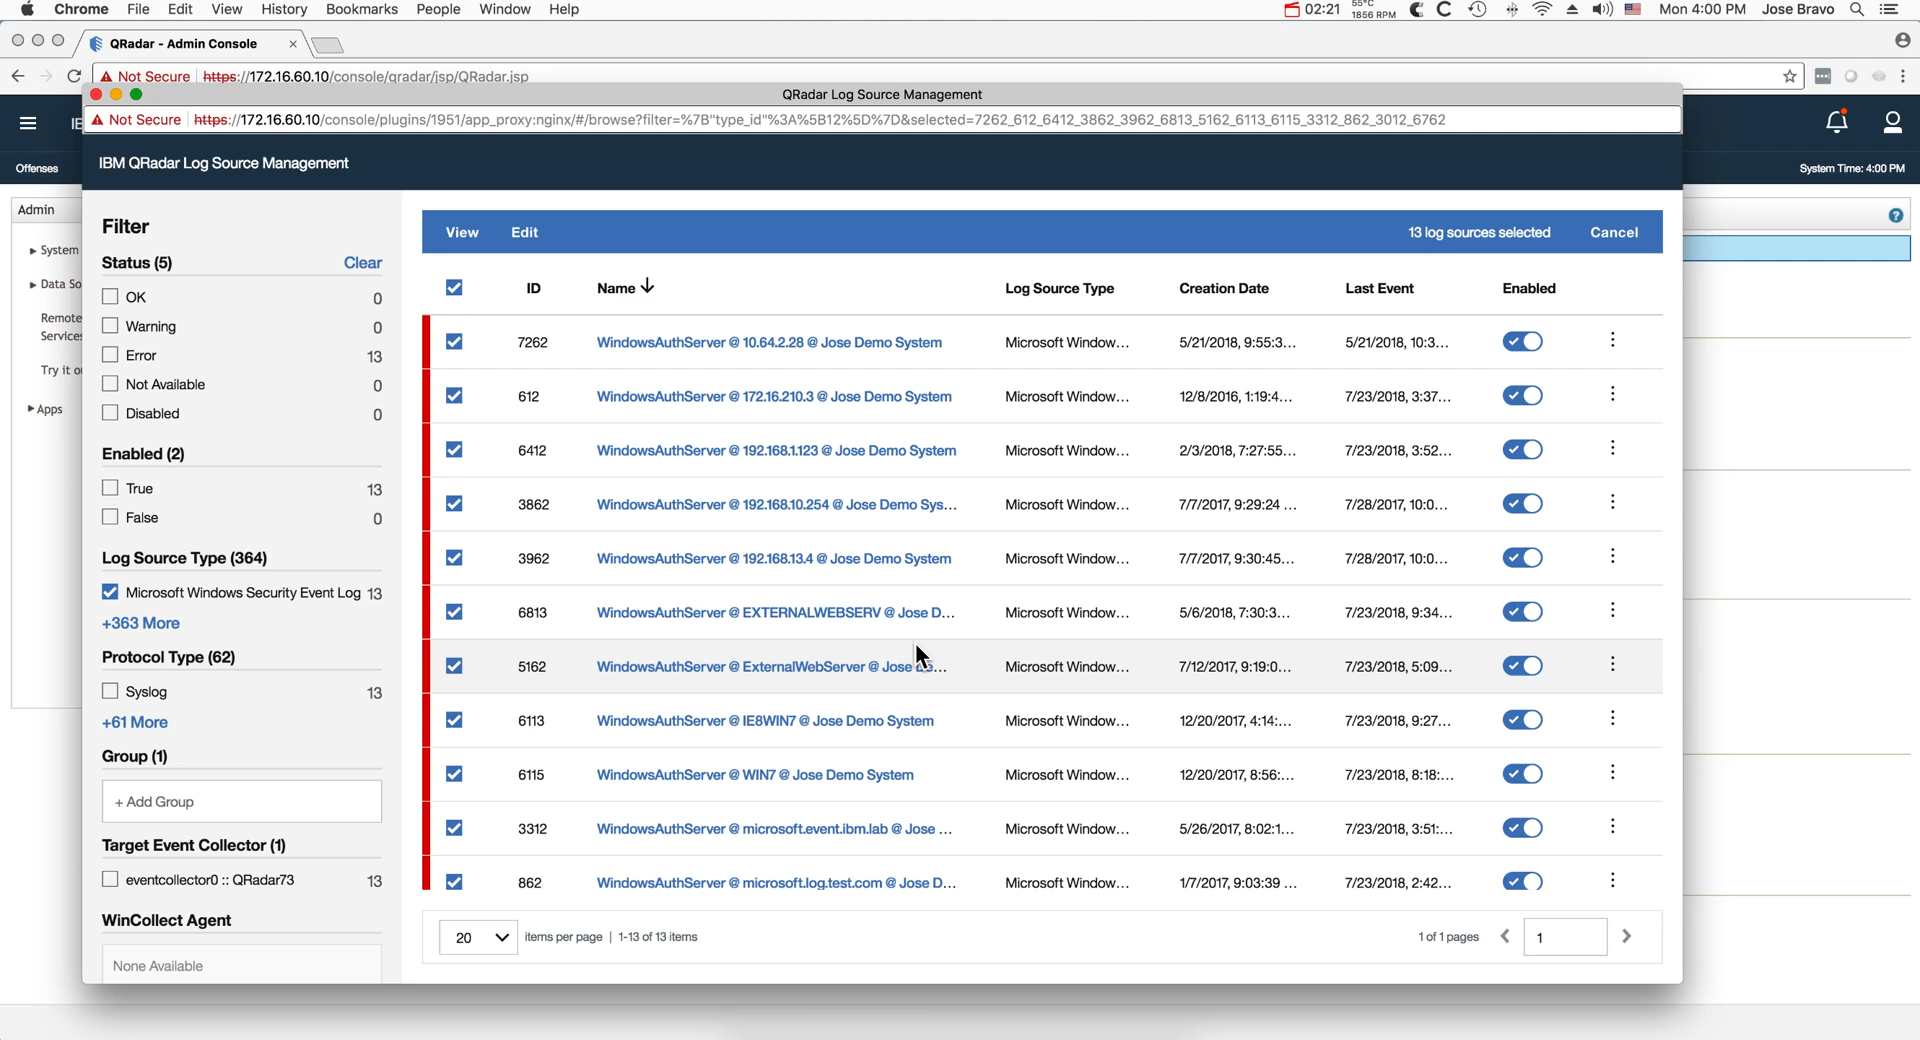 Chrome File Edit View History Bookmarks People Window Help 02:21 55°C 1856 RPM Mon 4:00 PM Jose Bravo
QRadar - Admin Console
Not Secure https://172.16.60.10/console/qradar/jsp/QRadar.jsp
QRadar Log Source Management
Not Secure https://172.16.60.10/console/plugins/1951/app_proxy:nginx/#/browse?filter=%7B"type_id"%3A%5B12%5D%7D&selected=7262_612_6412_3862_3962_6813_5162_6113_6115_3312_862_3012_6762
IBM QRadar Log Source Management
Offenses
System Time: 4:00 PM
Admin
System
Data So
Remote
Services
Try it o
Apps
Filter
Status (5) Clear
OK 0
Warning 0
Error 13
Not Available 0
Disabled 0
Enabled (2)
True 13
False 0
Log Source Type (364)
Microsoft Windows Security Event Log 13
+363 More
Protocol Type (62)
Syslog 13
+61 More
Group (1)
+ Add Group
Target Event Collector (1)
eventcollector0 :: QRadar73 13
WinCollect Agent
None Available
View Edit 13 log sources selected Cancel
ID Name Log Source Type Creation Date Last Event Enabled
7262 WindowsAuthServer @ 10.64.2.28 @ Jose Demo System Microsoft Window... 5/21/2018, 9:55:3... 5/21/2018, 10:3...
612 WindowsAuthServer @ 172.16.210.3 @ Jose Demo System Microsoft Window... 12/8/2016, 1:19:4... 7/23/2018, 3:37...
6412 WindowsAuthServer @ 192.168.1.123 @ Jose Demo System Microsoft Window... 2/3/2018, 7:27:55... 7/23/2018, 3:52...
3862 WindowsAuthServer @ 192.168.10.254 @ Jose Demo Sys... Microsoft Window... 7/7/2017, 9:29:24 ... 7/28/2017, 10:0...
3962 WindowsAuthServer @ 192.168.13.4 @ Jose Demo System Microsoft Window... 7/7/2017, 9:30:45... 7/28/2017, 10:0...
6813 WindowsAuthServer @ EXTERNALWEBSERV @ Jose D... Microsoft Window... 5/6/2018, 7:30:3... 7/23/2018, 9:34...
5162 WindowsAuthServer @ ExternalWebServer @ Jose Microsoft Window... 7/12/2017, 9:19:0... 7/23/2018, 5:09...
6113 WindowsAuthServer @ IE8WIN7 @ Jose Demo System Microsoft Window... 12/20/2017, 4:14:... 7/23/2018, 9:27...
6115 WindowsAuthServer @ WIN7 @ Jose Demo System Microsoft Window... 12/20/2017, 8:56:... 7/23/2018, 8:18:...
3312 WindowsAuthServer @ microsoft.event.ibm.lab @ Jose ... Microsoft Window... 5/26/2017, 8:02:1... 7/23/2018, 3:51:...
862 WindowsAuthServer @ microsoft.log.test.com @ Jose D... Microsoft Window... 1/7/2017, 9:03:39 ... 7/23/2018, 2:42...
20 items per page | 1-13 of 13 items 1 of 1 pages 1